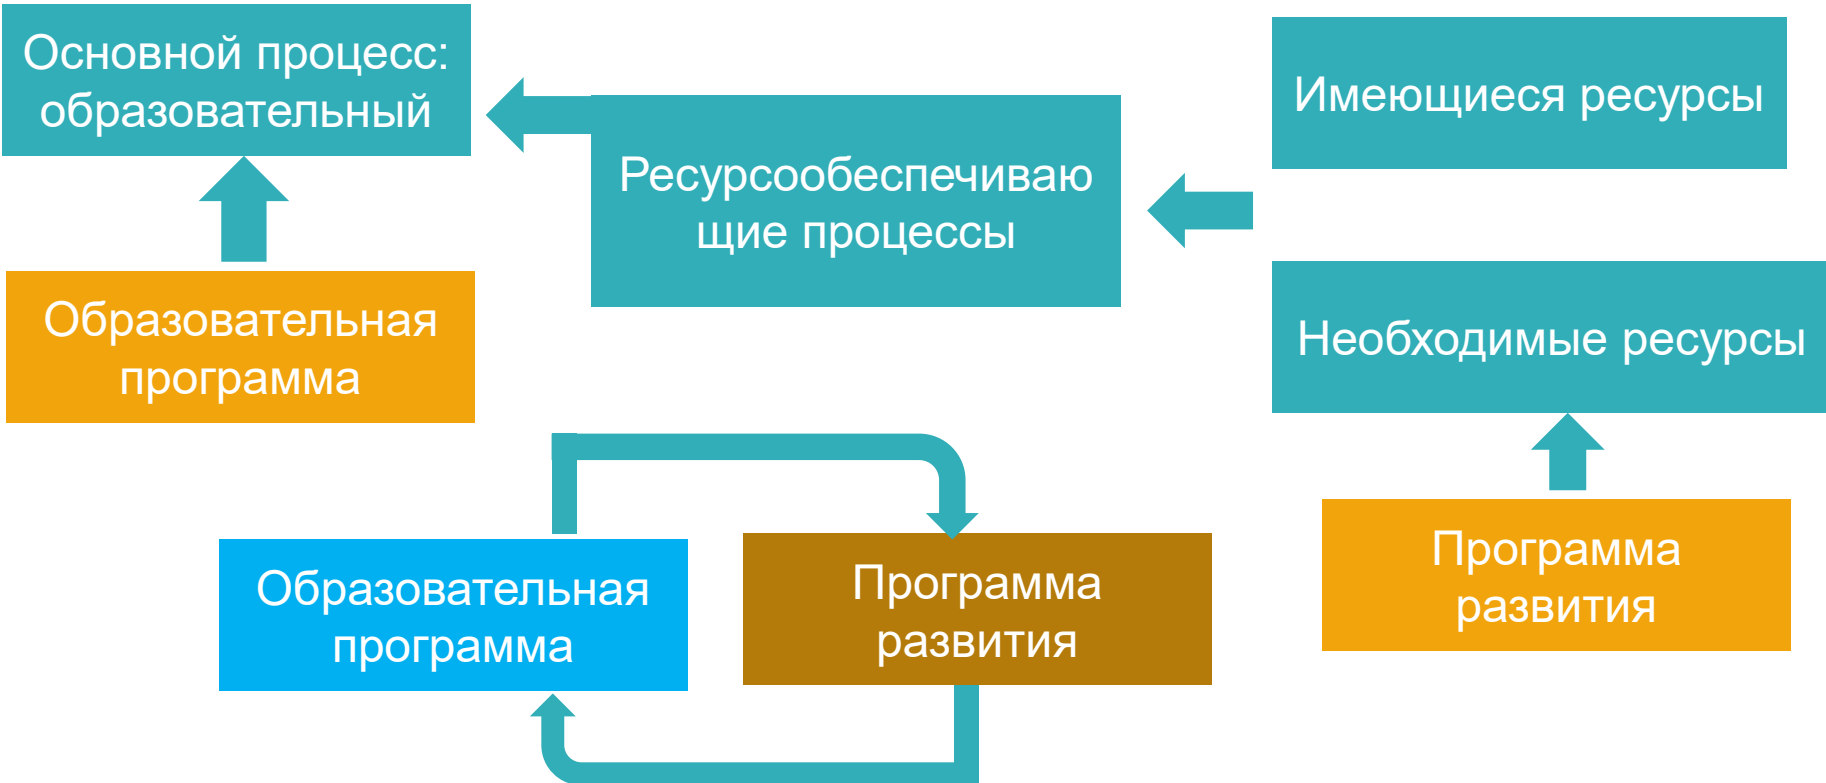 Основной процесс:
образовательный
Образовательная
программа
Ресурсообеспечиваю
щие процессы
Имеющиеся ресурсы
Необходимые ресурсы
Программа
развития
Образовательная
программа
Программа
развития